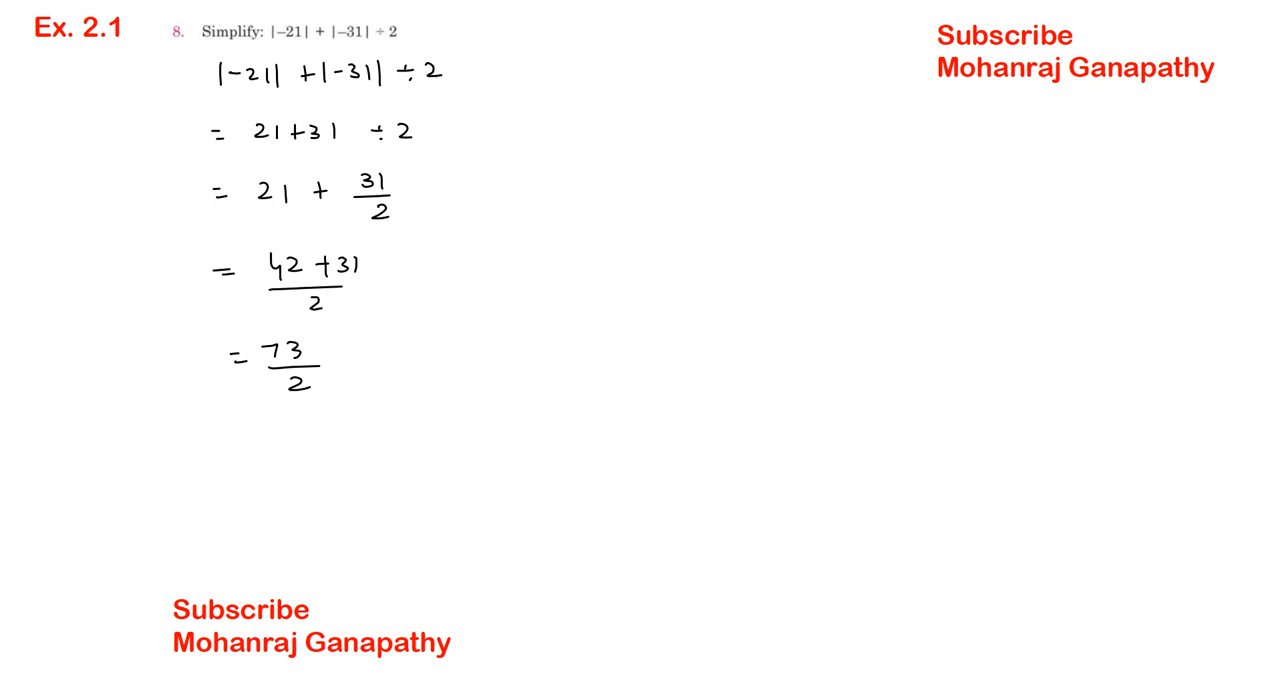 Ex. 2.1
8. Simplify: |–21| + |–31| ÷ 2
Subscribe
Mohanraj Ganapathy
|-21| + |-31| ÷ 2
= 21 + 31 ÷ 2
= 21 + 31/2
= 42 + 31
2
= 73/2
Subscribe
Mohanraj Ganapathy